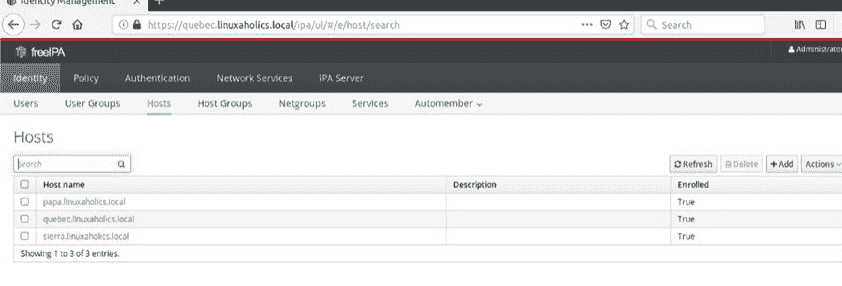 Identity Management
https://quebec.linuxaholics.local/ipa/ui/#/e/host/search
Search
freeIPA
Administrator
Identity Policy Authentication Network Services IPA Server
Users User Groups Hosts Host Groups Netgroups Services Automember
Hosts
Search
Refresh Delete +Add Actions
Host name Description Enrolled
papa.linuxaholics.local True
quebec.linuxaholics.local True
sierra.linuxaholics.local True
Showing 1 to 3 of 3 entries.